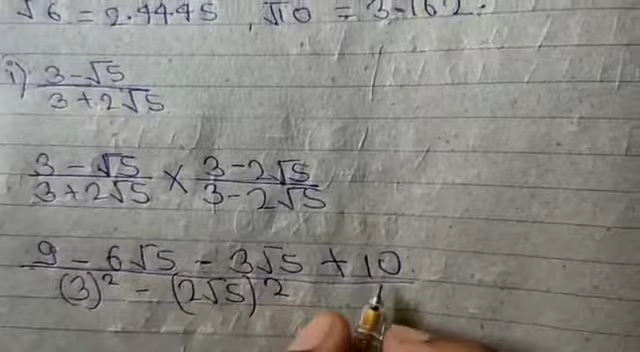 √6 = 2.4495, √10 = 3.162.
i) 3-√5 / 3+2√5
3-√5 / 3+2√5 × 3-2√5 / 3-2√5
9 - 6√5 - 3√5 + 10 / (3)² - (2√5)²